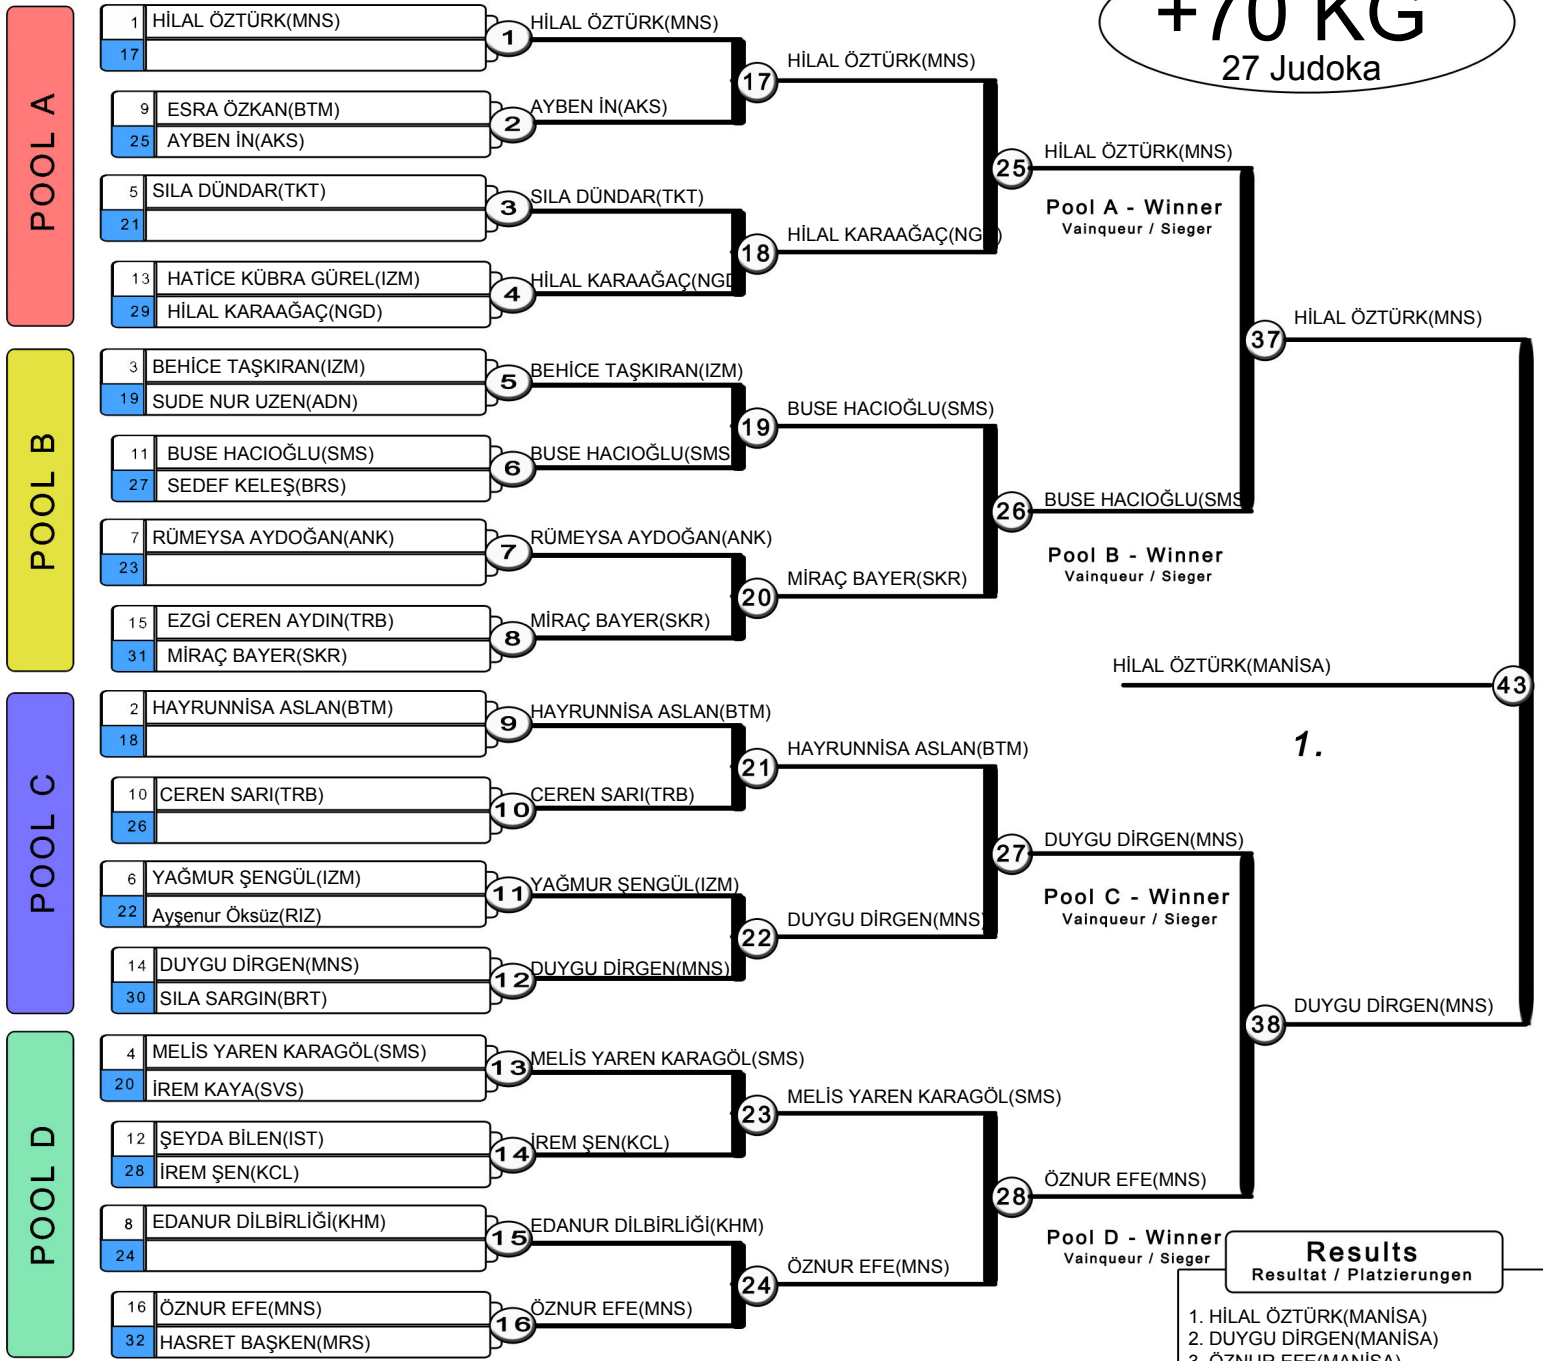 +70 KG
27 Judoka
POOL A
1 HİLAL ÖZTÜRK(MNS)
17
1
HİLAL ÖZTÜRK(MNS)
9 ESRA ÖZKAN(BTM)
25 AYBEN İN(AKS)
2
AYBEN İN(AKS)
17
HİLAL ÖZTÜRK(MNS)
5 SILA DÜNDAR(TKT)
21
3
SILA DÜNDAR(TKT)
13 HATİCE KÜBRA GÜREL(IZM)
29 HİLAL KARAAĞAÇ(NGD)
4
HİLAL KARAAĞAÇ(NGD
18
HİLAL KARAAĞAÇ(NG
25
HİLAL ÖZTÜRK(MNS)
Pool A - Winner
Vainqueur / Sieger
POOL B
3 BEHİCE TAŞKIRAN(IZM)
19 SUDE NUR UZEN(ADN)
5
BEHİCE TAŞKIRAN(IZM)
11 BUSE HACIOĞLU(SMS)
27 SEDEF KELEŞ(BRS)
6
BUSE HACIOĞLU(SMS
19
BUSE HACIOĞLU(SMS)
7 RÜMEYSA AYDOĞAN(ANK)
23
7
RÜMEYSA AYDOĞAN(ANK)
15 EZGİ CEREN AYDIN(TRB)
31 MİRAÇ BAYER(SKR)
8
MİRAÇ BAYER(SKR)
20
MİRAÇ BAYER(SKR)
26
BUSE HACIOĞLU(SMS
Pool B - Winner
Vainqueur / Sieger
37
HİLAL ÖZTÜRK(MNS)
HİLAL ÖZTÜRK(MANİSA)
43
1.
POOL C
2 HAYRUNNİSA ASLAN(BTM)
18
9
HAYRUNNİSA ASLAN(BTM)
10 CEREN SARI(TRB)
26
10
CEREN SARI(TRB)
21
HAYRUNNİSA ASLAN(BTM)
6 YAĞMUR ŞENGÜL(IZM)
22 Ayşenur Öksüz(RIZ)
11
YAĞMUR ŞENGÜL(IZM)
14 DUYGU DİRGEN(MNS)
30 SILA SARGIN(BRT)
12
DUYGU DİRGEN(MNS)
22
DUYGU DİRGEN(MNS)
27
DUYGU DİRGEN(MNS)
Pool C - Winner
Vainqueur / Sieger
POOL D
4 MELİS YAREN KARAGÖL(SMS)
20 İREM KAYA(SVS)
13
MELİS YAREN KARAGÖL(SMS)
12 ŞEYDA BİLEN(IST)
28 İREM ŞEN(KCL)
14
İREM ŞEN(KCL)
23
MELİS YAREN KARAGÖL(SMS)
8 EDANUR DİLBİRLİĞİ(KHM)
24
15
EDANUR DİLBİRLİĞİ(KHM)
16 ÖZNUR EFE(MNS)
32 HASRET BAŞKEN(MRS)
16
ÖZNUR EFE(MNS)
24
ÖZNUR EFE(MNS)
28
ÖZNUR EFE(MNS)
Pool D - Winner
Vainqueur / Sieger
38
DUYGU DİRGEN(MNS)
Results
Resultat / Platzierungen
1. HİLAL ÖZTÜRK(MANİSA)
2. DUYGU DİRGEN(MANİSA)
3. ÖZNUR EFE(MANİSA)